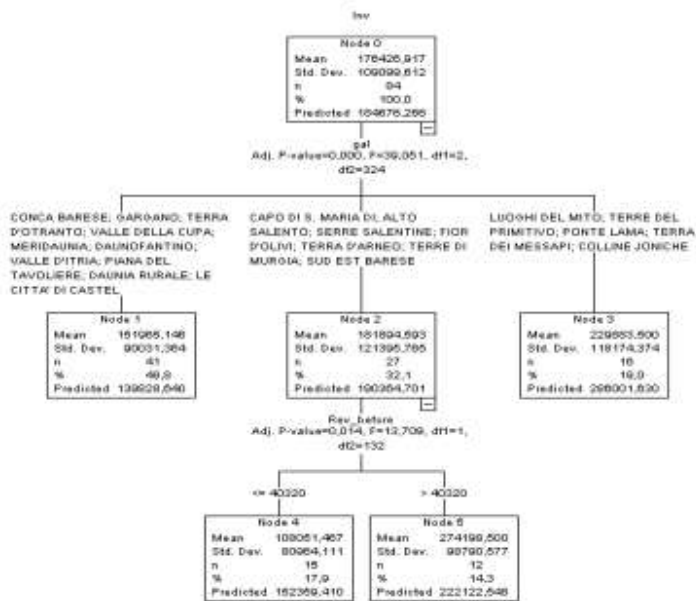 Inv
Node 0
Mean 176426,917
Std. Dev. 109099,612
n 84
% 100,0
Predicted 184676,266
gal
Adj. P-value=0,000, F=39,051, df1=2,
df2=324
CONCA BARESE; GARGANO; TERRA
D'OTRANTO; VALLE DELLA CUPA;
MERIDAUNIA; DAUNOFANTINO;
VALLE D'ITRIA; PIANA DEL
TAVOLIERE; DAUNIA RURALE; LE
CITTA' DI CASTEL
CAPO DI S. MARIA DI, ALTO
SALENTO; SERRE SALENTINE; FIOR
D'OLIVI; TERRA D'ARNEO; TERRE DI
MURGIA; SUD EST BARESE
LUOGHI DEL MITO; TERRE DEL
PRIMITIVO; PONTE LAMA; TERRA
DEI MESSAPI; COLLINE JONICHE
Node 1
Mean 151965,146
Std. Dev. 90031,364
n 41
% 48,8
Predicted 139828,640
Node 2
Mean 181894,593
Std. Dev. 121395,765
n 27
% 32,1
Predicted 190364,701
Node 3
Mean 229883,500
Std. Dev. 118174,374
n 16
% 19,0
Predicted 286001,630
Rev_before
Adj. P-value=0,014, F=13,709, df1=1,
df2=132
<= 40320
> 40320
Node 4
Mean 108051,467
Std. Dev. 80964,111
n 15
% 17,9
Predicted 162359,410
Node 5
Mean 274198,500
Std. Dev. 98790,577
n 12
% 14,3
Predicted 222122,546